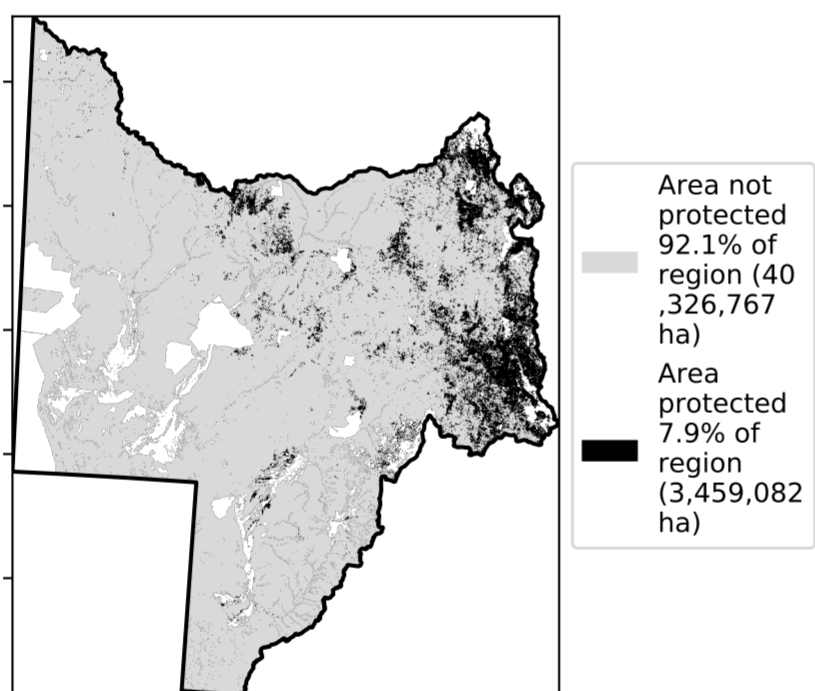 Area not
protected
92.1% of
region (40
,326,767
ha)
Area
protected
7.9% of
region
(3,459,082
ha)